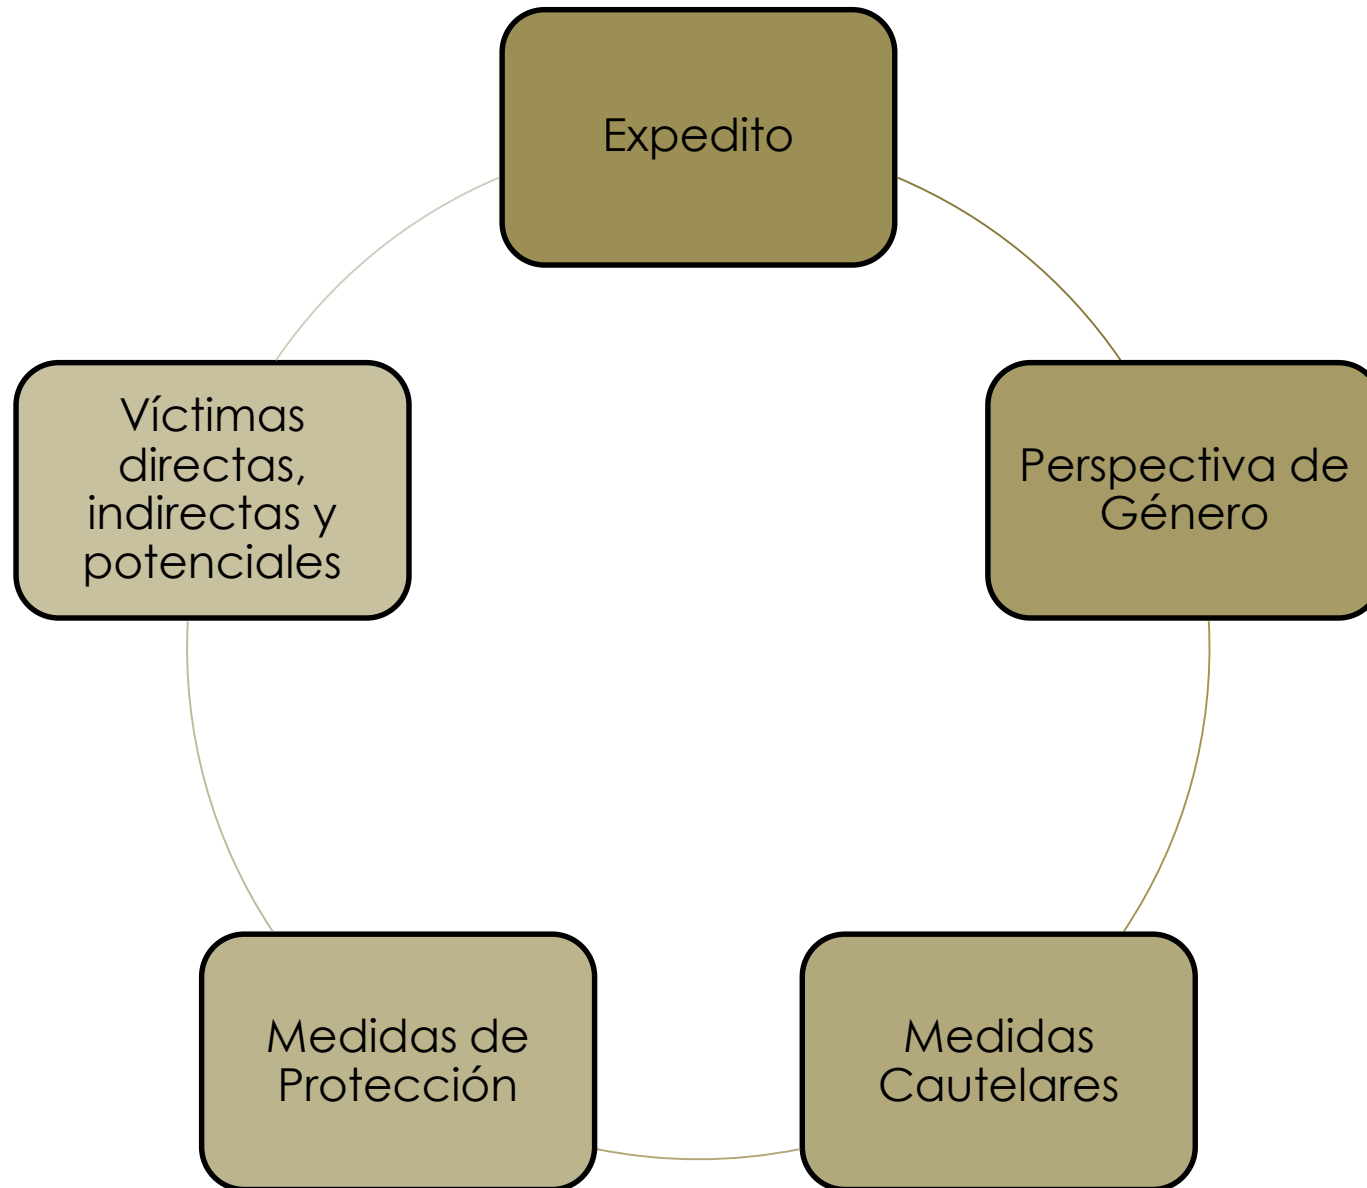 Expedito
Perspectiva de
Género
Medidas
Cautelares
Medidas de
Protección
Víctimas
directas,
indirectas y
potenciales